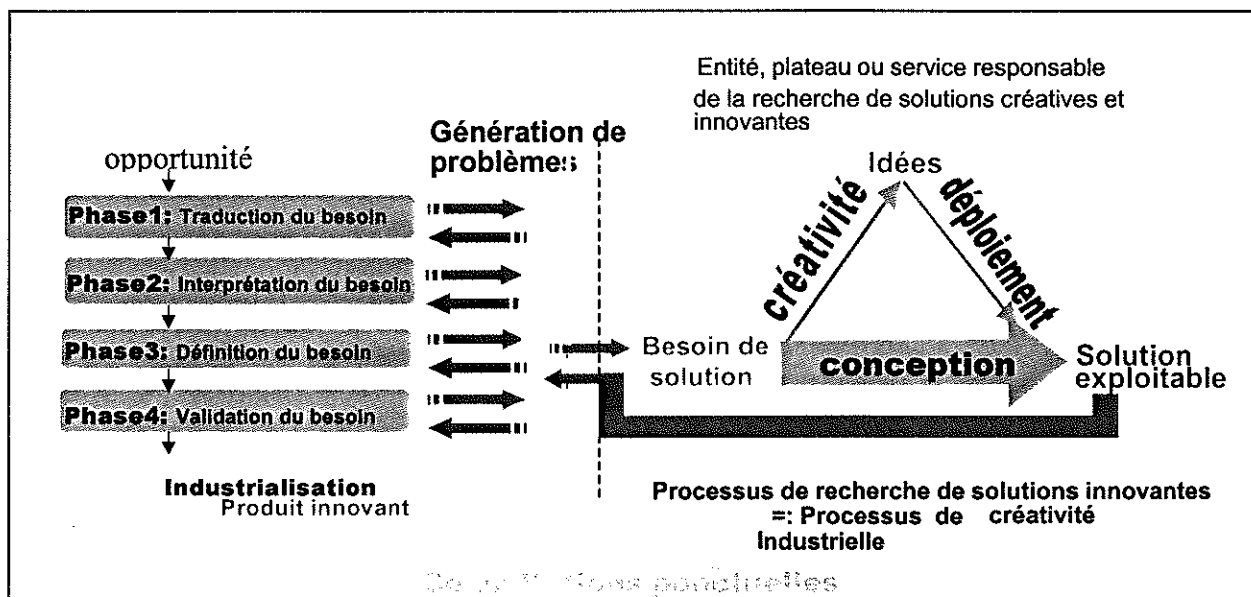 Entité, plateau ou service responsable
de la recherche de solutions créatives et
innovantes
Génération de
problèmes
opportunité
Phase1: Traduction du besoin
Phase2: Interprétation du besoin
Phase3: Définition du besoin
Phase4: Validation du besoin
Industrialisation
Produit innovant
Idées
créativité
déploiement
Besoin de
solution
conception
Solution
exploitable
Processus de recherche de solutions innovantes
=: Processus de créativité
Industrielle
ponctuelles